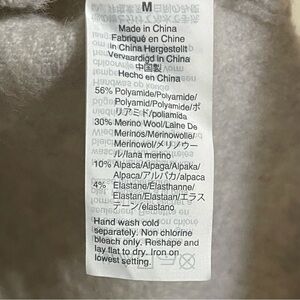 M
Made in China
Fabriqué en Chine
In China Hergestellt
Vervaardigd in China
中国製
Hecho en China
56% Polyamide/Polyamide/
Polyamid/Polyamide/ポ
リアミド/poliamida
30% Merino Wool/Laine De
Merinos/Merinowolle/
Merinowol/メリノウー
ル/lana merino
10% Alpaca/Alpaga/Alpaka/
Alpaca/アルパカ/alpaca
4% Elastane/Élasthanne/
Elastan/Elastaan/エラス
テーン/elastano
Hand wash cold
separately. Non chlorine
bleach only. Reshape and
lay flat to dry. Iron on
lowest setting.